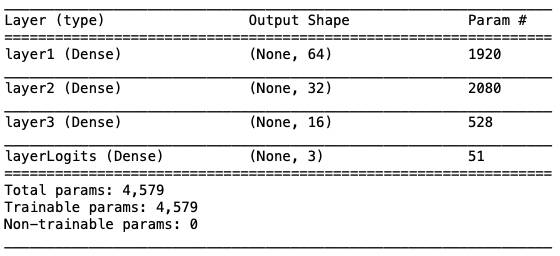 Layer (type) Output Shape Param #
=================================================================
layer1 (Dense) (None, 64) 1920
layer2 (Dense) (None, 32) 2080
layer3 (Dense) (None, 16) 528
layerLogits (Dense) (None, 3) 51
=================================================================
Total params: 4,579
Trainable params: 4,579
Non-trainable params: 0